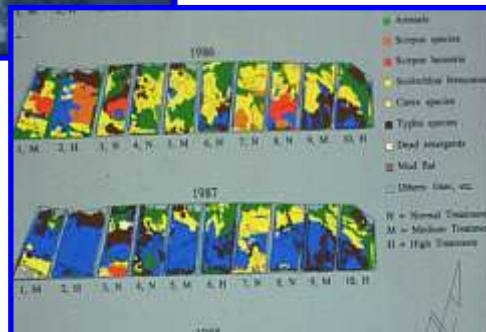 1986
1, M 2, H 3, N 4, N 5, M 6, H 7, N 8, N 9, M 10, H
1987
1, M 2, H 3, N 4, N 5, M 6, H 7, N 8, N 9, M 10, H
Annuals
Scirpus species
Scirpus
Carex species
Typha species
Dead emergents
Mud flat
Others: lines, etc.
N = Normal Treatment
M = Medium Treatment
H = High Treatment